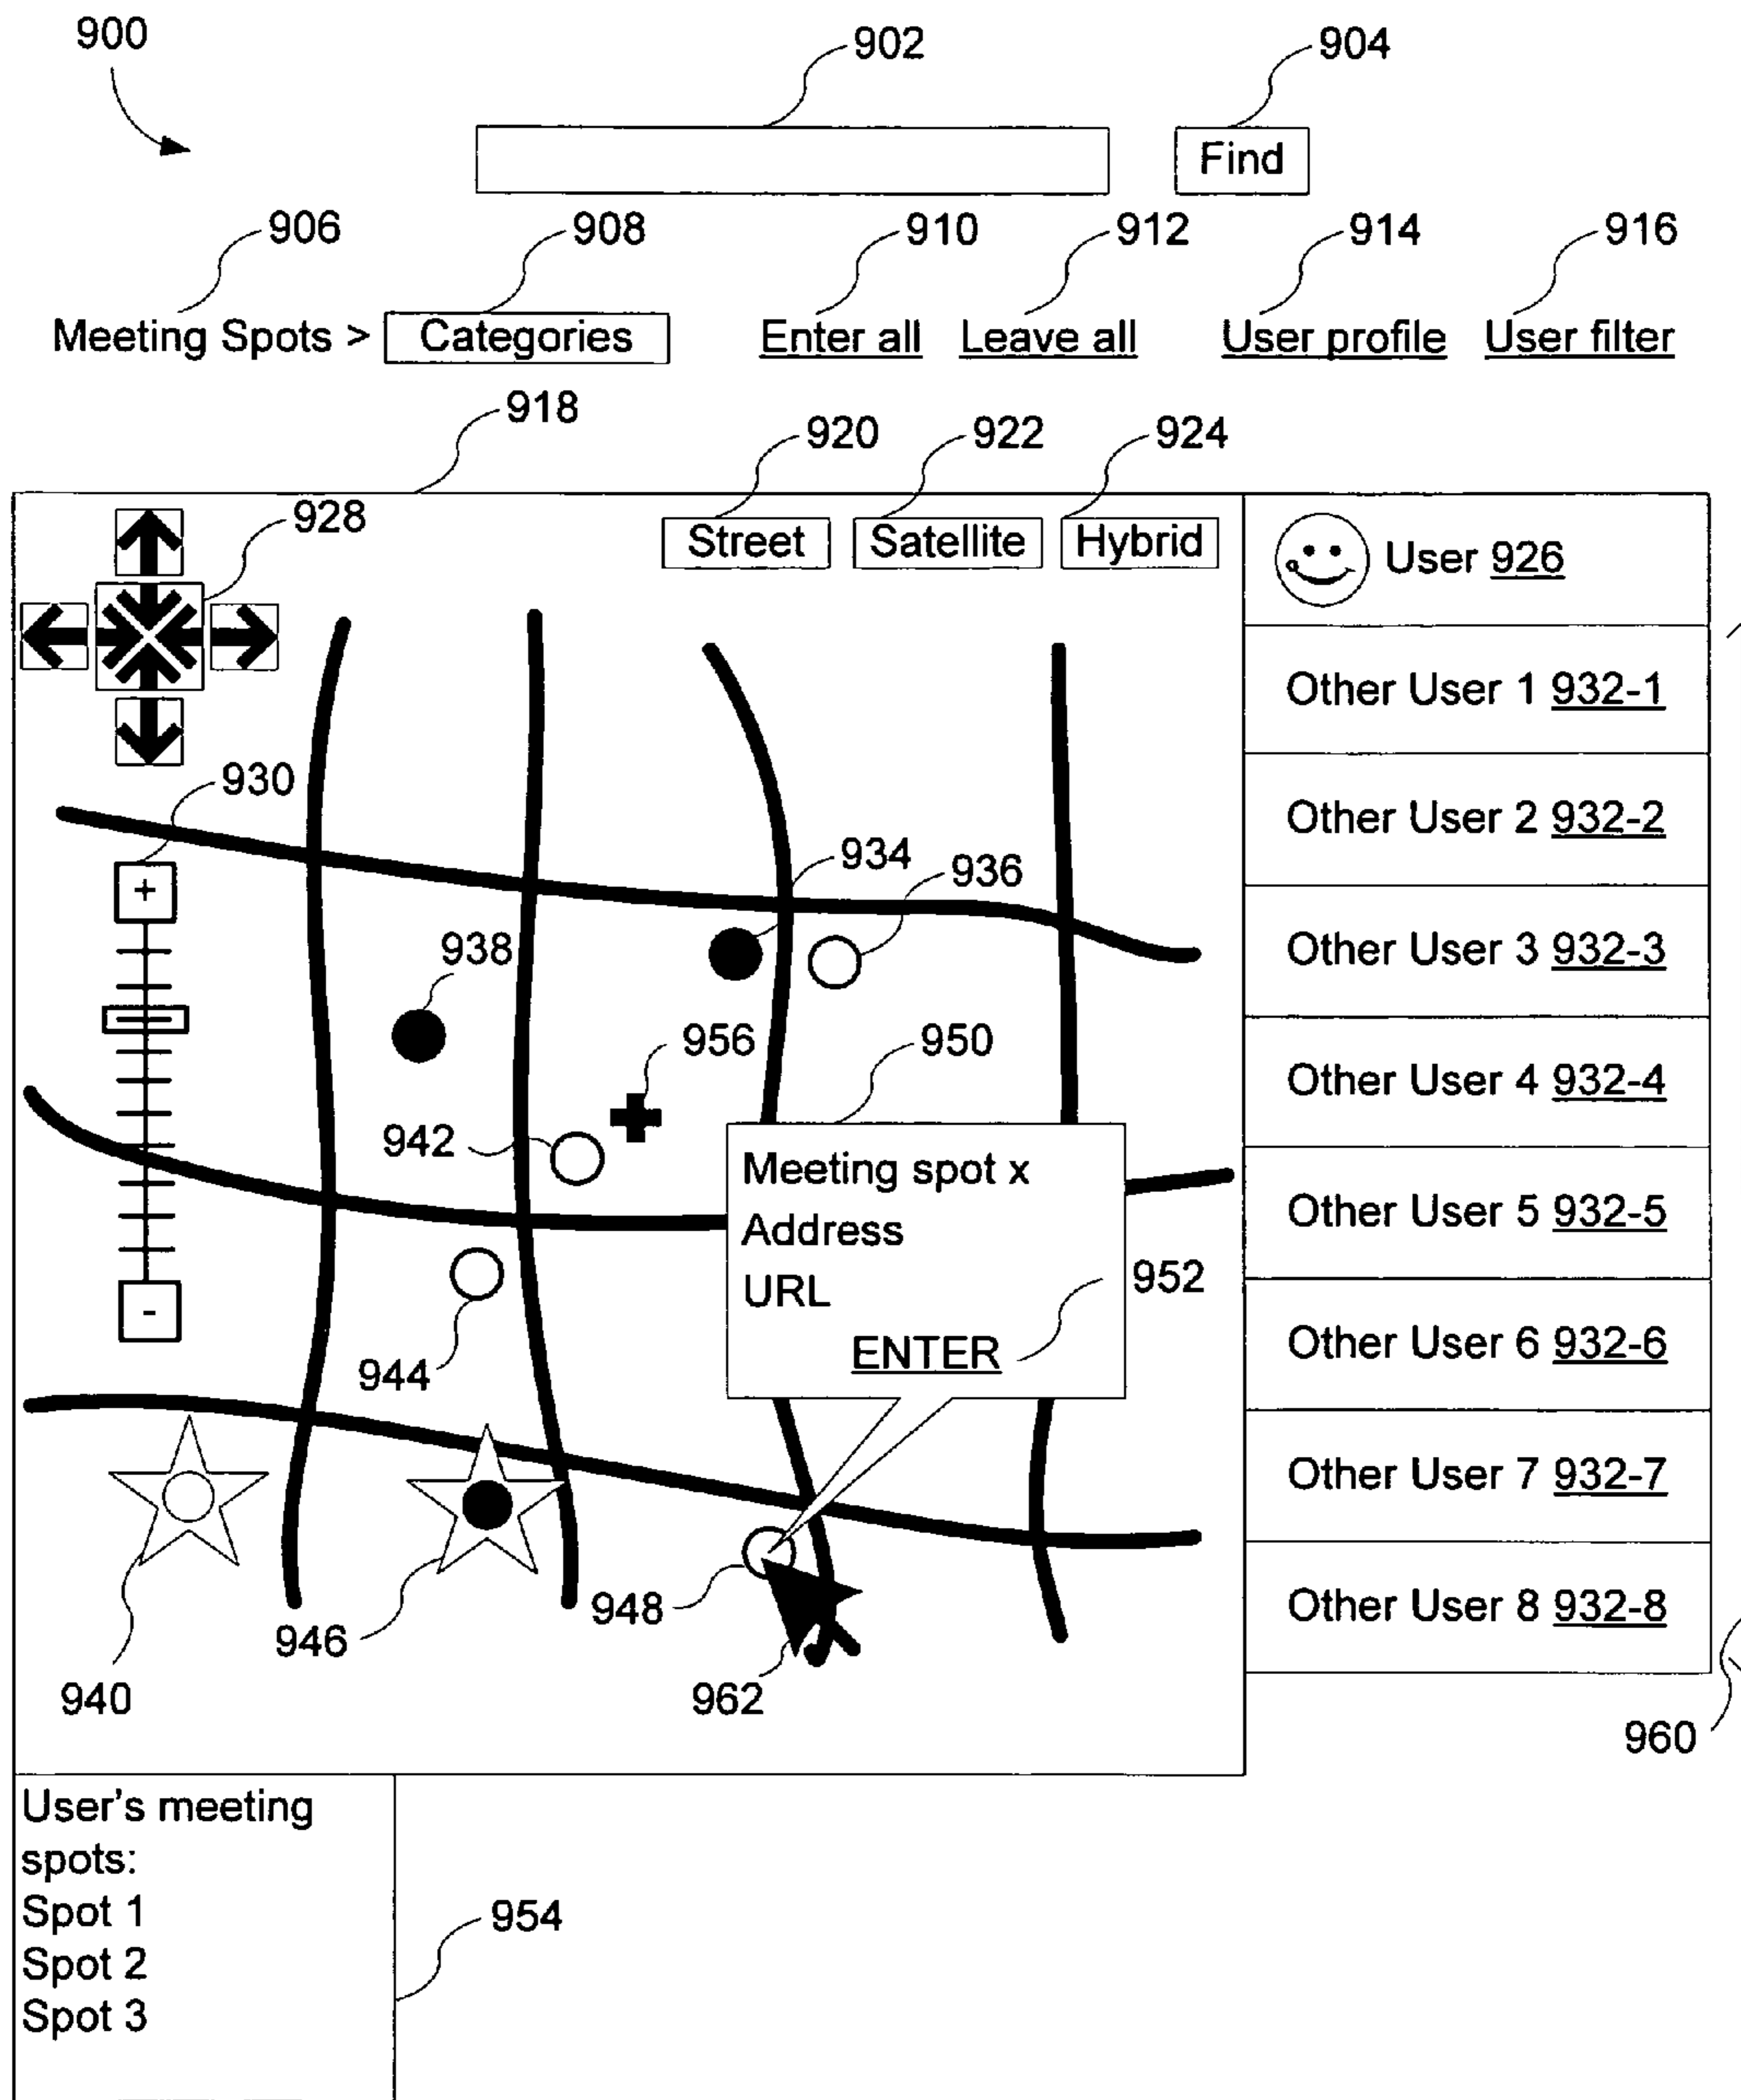 900
902
904
Find
906
908
910
912
914
916
Meeting Spots > Categories Enter all Leave all User profile User filter
918
920
922
924
928
Street Satellite Hybrid
User 926
Other User 1 932-1
930
Other User 2 932-2
934
936
938
Other User 3 932-3
956
950
Other User 4 932-4
942
Meeting spot x
Address
URL
ENTER
952
Other User 5 932-5
+
-
944
Other User 6 932-6
Other User 7 932-7
948
Other User 8 932-8
946
940
962
960
User's meeting
spots:
Spot 1
Spot 2
Spot 3
954